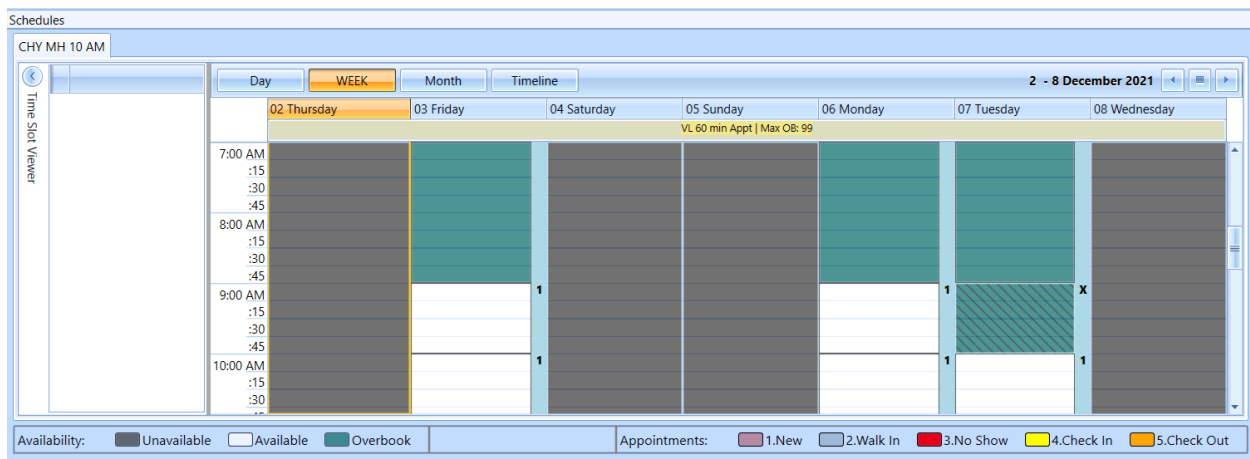 Schedules
CHY MH 10 AM
Time Slot Viewer
Day WEEK Month Timeline 2 - 8 December 2021
02 Thursday 03 Friday 04 Saturday 05 Sunday 06 Monday 07 Tuesday 08 Wednesday
VL 60 min Appt | Max OB: 99
7:00 AM
:15
:30
:45
8:00 AM
:15
:30
:45
9:00 AM 1 1 X
:15
:30
:45
10:00 AM 1 1 1
:15
:30
:45
Availability: Unavailable Available Overbook Appointments: 1.New 2.Walk In 3.No Show 4.Check In 5.Check Out